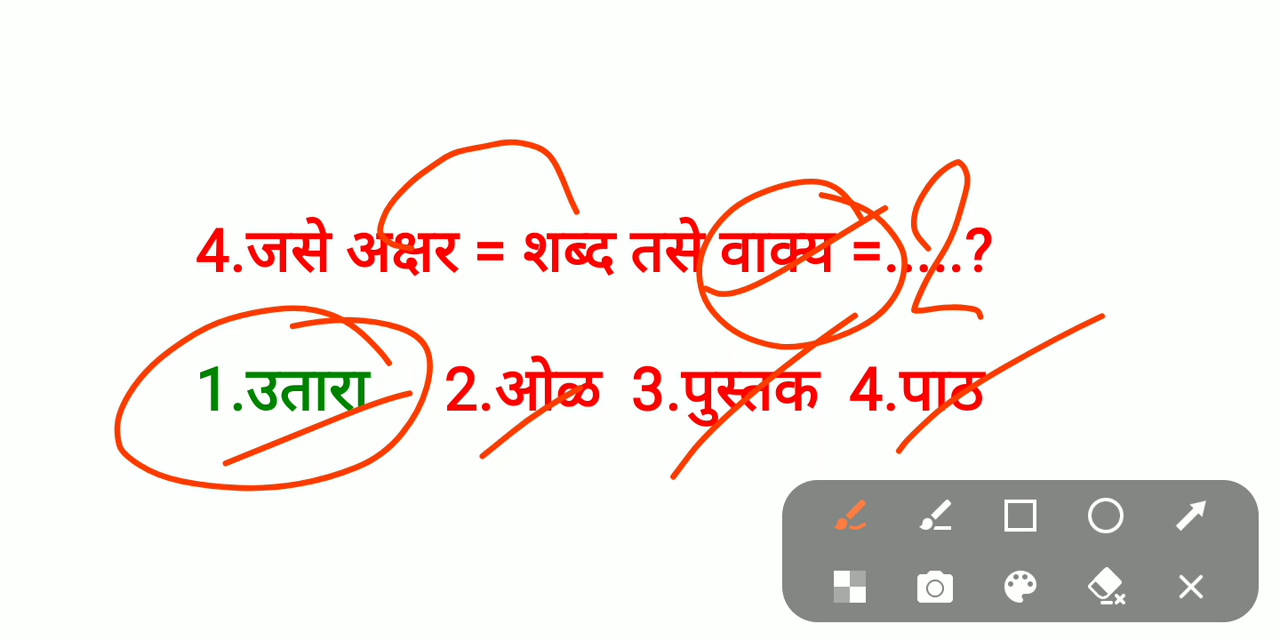 4.जसे अक्षर = शब्द तसे वाक्य =.....?
1.उतारा 2.ओळ 3.पुस्तक 4.पाठ